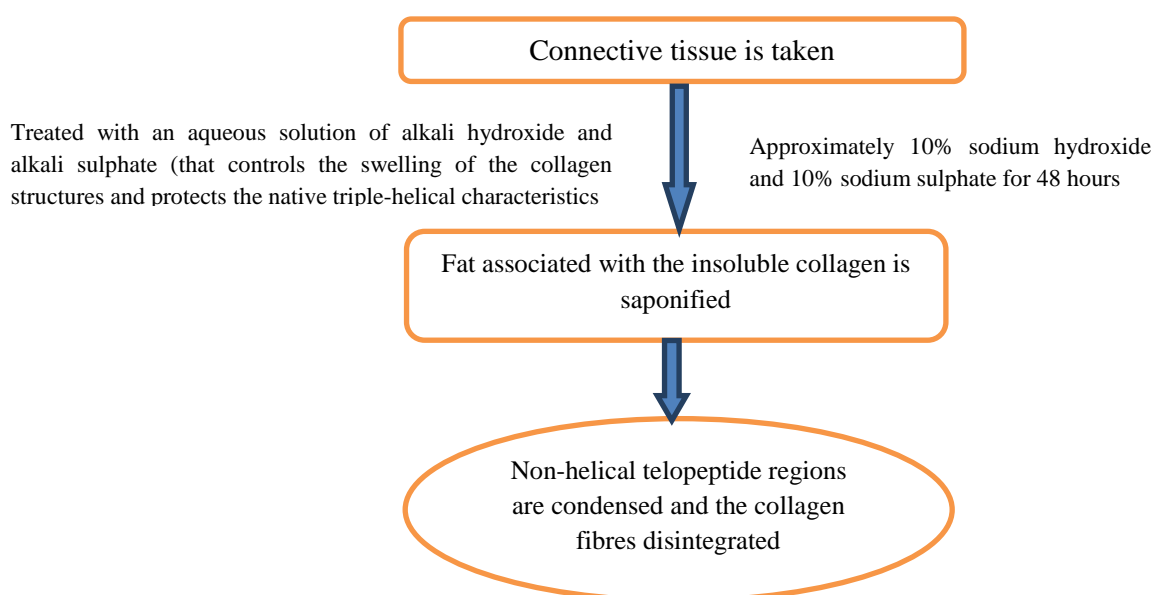 Connective tissue is taken
Treated with an aqueous solution of alkali hydroxide and
alkali sulphate (that controls the swelling of the collagen
structures and protects the native triple-helical characteristics
Approximately 10% sodium hydroxide
and 10% sodium sulphate for 48 hours
Fat associated with the insoluble collagen is
saponified
Non-helical telopeptide regions
are condensed and the collagen
fibres disintegrated